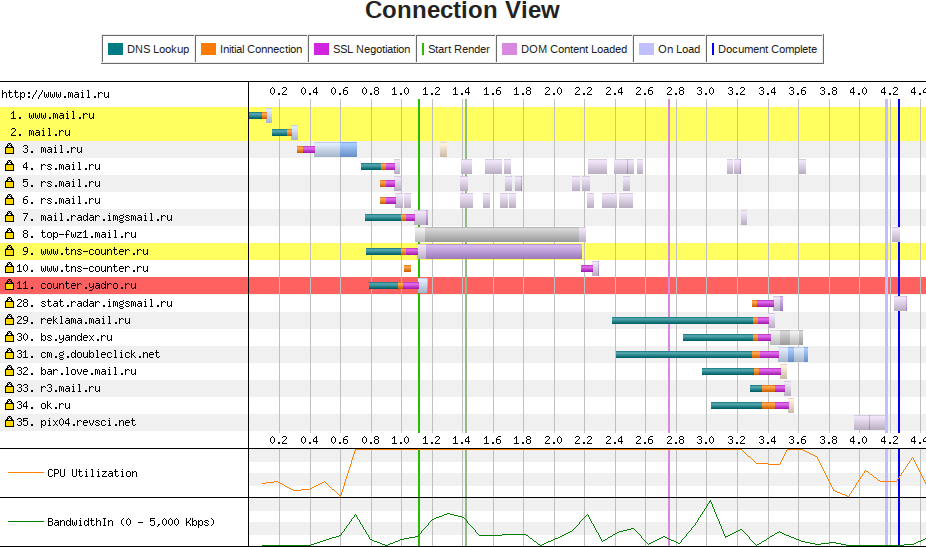 Connection View
DNS Lookup Initial Connection SSL Negotiation Start Render DOM Content Loaded On Load Document Complete
http://www.mail.ru 0.2 0.4 0.6 0.8 1.0 1.2 1.4 1.6 1.8 2.0 2.2 2.4 2.6 2.8 3.0 3.2 3.4 3.6 3.8 4.0 4.2 4.4
1. www.mail.ru
2. mail.ru
3. mail.ru
4. rs.mail.ru
5. rs.mail.ru
6. rs.mail.ru
7. mail.radar.imgsmail.ru
8. top-fwz1.mail.ru
9. www.tns-counter.ru
10. www.tns-counter.ru
11. counter.yadro.ru
28. stat.radar.imgsmail.ru
29. reklama.mail.ru
30. bs.yandex.ru
31. cm.g.doubleclick.net
32. bar.love.mail.ru
33. r3.mail.ru
34. ok.ru
35. pix04.revsci.net
0.2 0.4 0.6 0.8 1.0 1.2 1.4 1.6 1.8 2.0 2.2 2.4 2.6 2.8 3.0 3.2 3.4 3.6 3.8 4.0 4.2 4.4
CPU Utilization
BandwidthIn (0 - 5,000 Kbps)